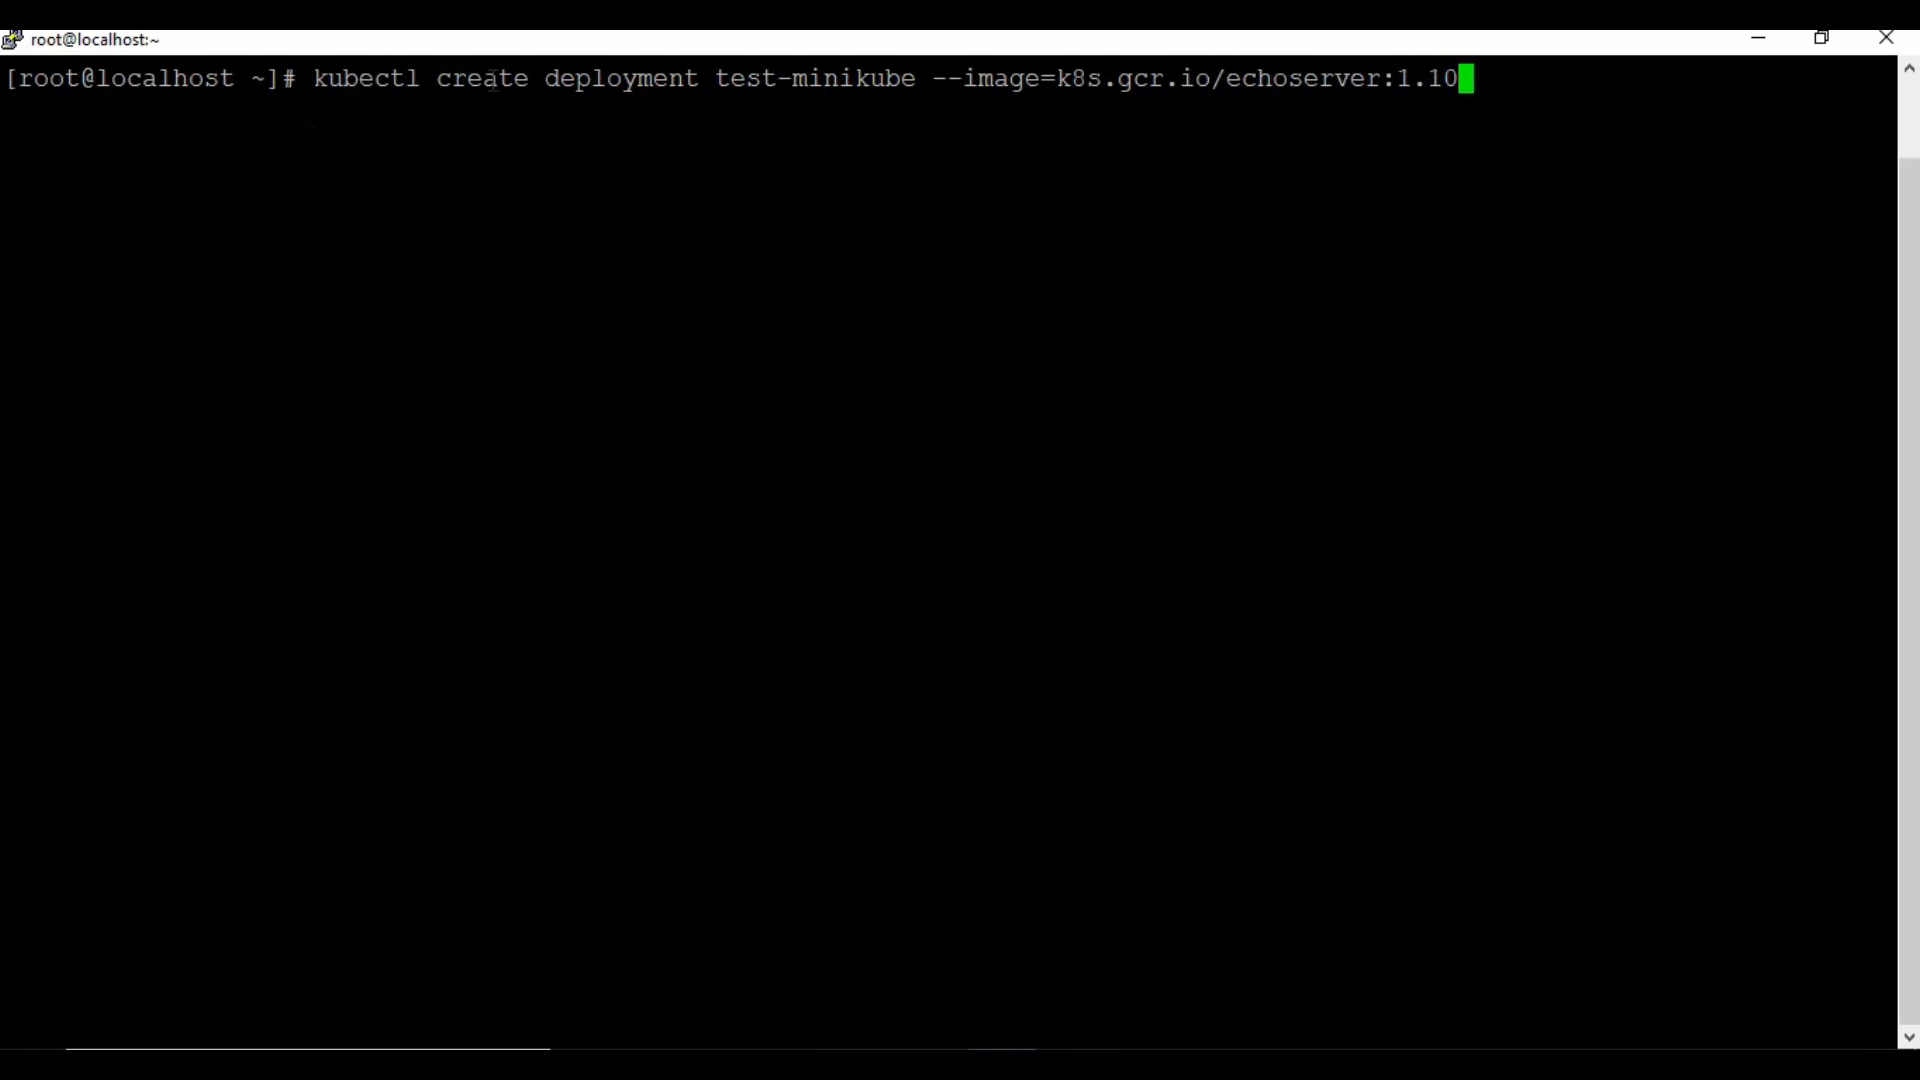 root@localhost:~
[root@localhost ~]# kubectl create deployment test-minikube --image=k8s.gcr.io/echoserver:1.10